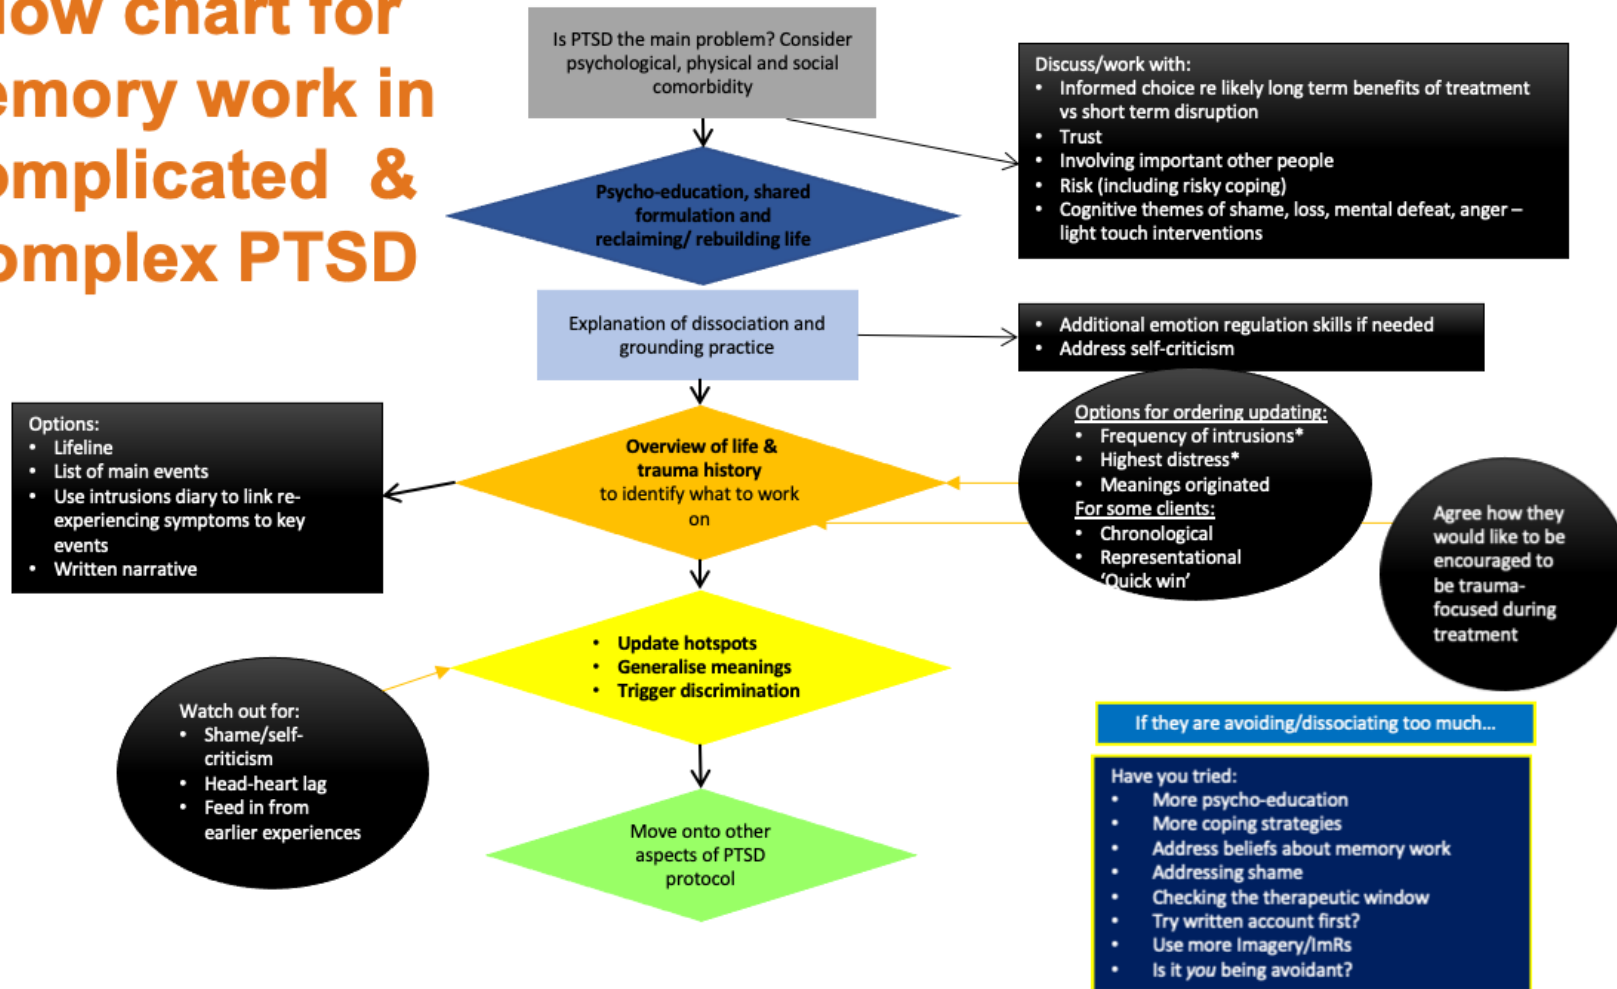 low chart for
emory work in
omplicated & 
omplex PTSD
Is PTSD the main problem? Consider
psychological, physical and social
comorbidity
Discuss/work with:
• Informed choice re likely long term benefits of treatment
vs short term disruption
• Trust
• Involving important other people
• Risk (including risky coping)
• Cognitive themes of shame, loss, mental defeat, anger –
light touch interventions
Psycho-education, shared
formulation and
reclaiming/ rebuilding life
Explanation of dissociation and
grounding practice
• Additional emotion regulation skills if needed
• Address self-criticism
Options:
• Lifeline
• List of main events
• Use intrusions diary to link re-
experiencing symptoms to key
events
• Written narrative
Overview of life &
trauma history
to identify what to work
on
Options for ordering updating:
• Frequency of intrusions*
• Highest distress*
• Meanings originated
For some clients:
• Chronological
• Representational
‘Quick win’
Agree how they
would like to be
encouraged to
be trauma-
focused during
treatment
• Update hotspots
• Generalise meanings
• Trigger discrimination
Watch out for:
• Shame/self-
criticism
• Head-heart lag
• Feed in from
earlier experiences
Move onto other
aspects of PTSD
protocol
If they are avoiding/dissociating too much...
Have you tried:
• More psycho-education
• More coping strategies
• Address beliefs about memory work
• Addressing shame
• Checking the therapeutic window
• Try written account first?
• Use more Imagery/ImRs
• Is it you being avoidant?